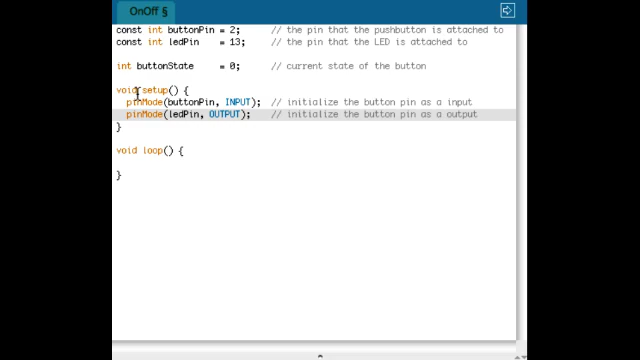 OnOff §
const int buttonPin = 2;      // the pin that the pushbutton is attached to
const int ledPin    = 13;     // the pin that the LED is attached to
int buttonState     = 0;      // current state of the button
void setup() {
pinMode(buttonPin, INPUT);  // initialize the button pin as a input
pinMode(ledPin, OUTPUT);    // initialize the button pin as a output
}
void loop() {
}